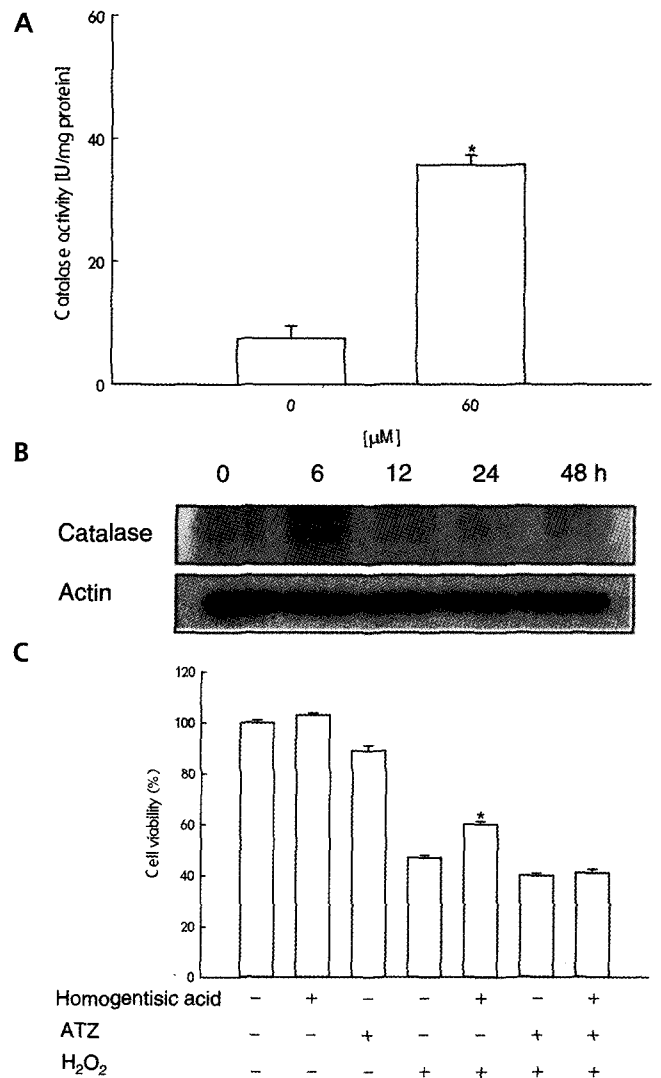 A
Catalase activity [U/mg protein]
60
40
20
0
*
0 60
[µM]
B
0 6 12 24 48 h
Catalase
Actin
C
Cell viability (%)
120
100
80
60
40
20
0
*
Homogentisic acid − + − − + − +
ATZ − − + − − + +
H₂O₂ − − − + + + +